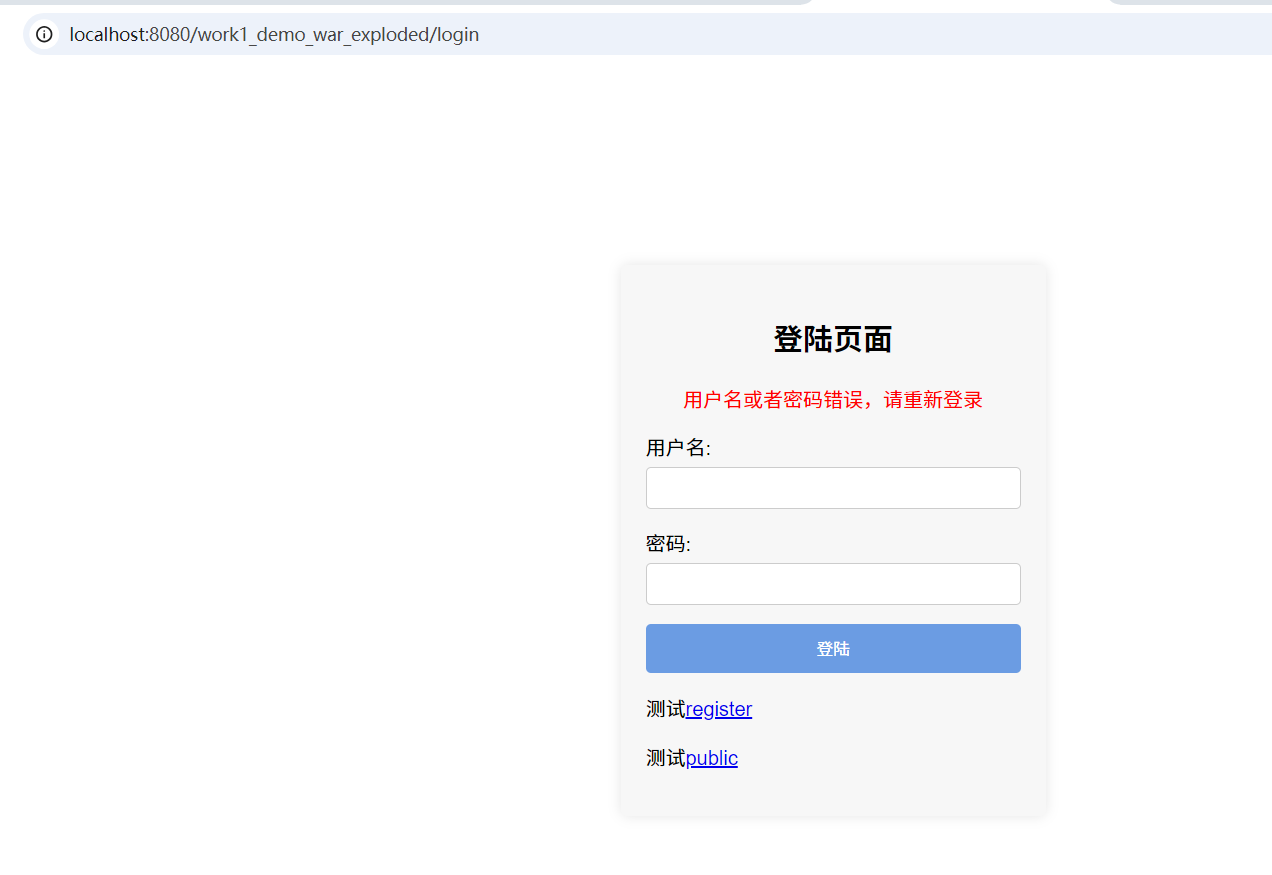 localhost:8080/work1_demo_war_exploded/login
登陆页面
用户名或者密码错误，请重新登录
用户名:
密码:
登陆
测试register
测试public